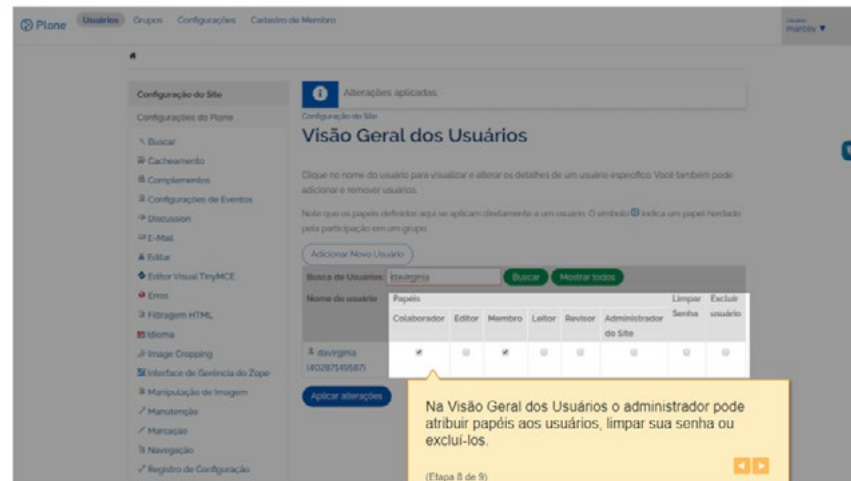 Plone
Usuários Grupos Configurações Cadastro de Membro
marcev
Configuração do Site
Configurações do Plone
Buscar
Cacheamento
Complementos
Configurações de Eventos
Discussion
E-Mail
Editar
Editor Visual TinyMCE
Erros
Filtragem HTML
Idioma
Image Cropping
Interface de Gerência do Zope
Manipulação de Imagem
Manutenção
Marcação
Navegação
Registro de Configuração
Alterações aplicadas.
Configuração do Site
Visão Geral dos Usuários
Clique no nome do usuário para visualizar e alterar os detalhes de um usuário específico. Você também pode
adicionar e remover usuários.
Note que os papéis definidos aqui se aplicam diretamente a um usuário. O símbolo indica um papel herdado
pela participação em um grupo.
Adicionar Novo Usuário
Busca de Usuários: davirginia Buscar Mostrar todos
Nome do usuário Papéis Limpar Excluir
Colaborador Editor Membro Leitor Revisor Administrador Senha usuário
do Site
davirginia
(40287149587)
Aplicar alterações
Na Visão Geral dos Usuários o administrador pode
atribuir papéis aos usuários, limpar sua senha ou
excluí-los.
(Etapa 8 de 9)